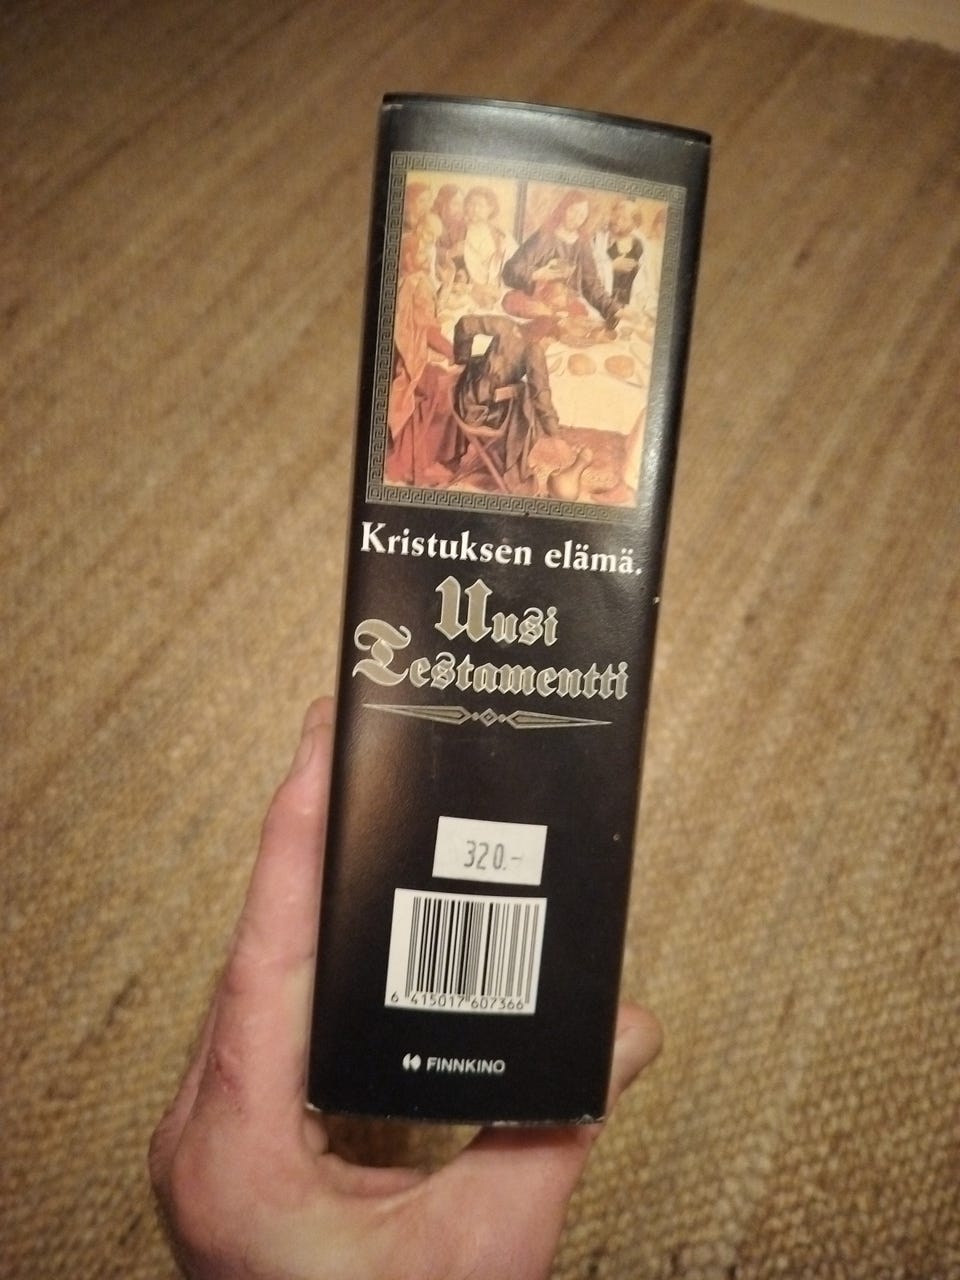 Kristuksen elämä.
Uusi
Testamentti
320.-
6 415017 607366
FINNKINO